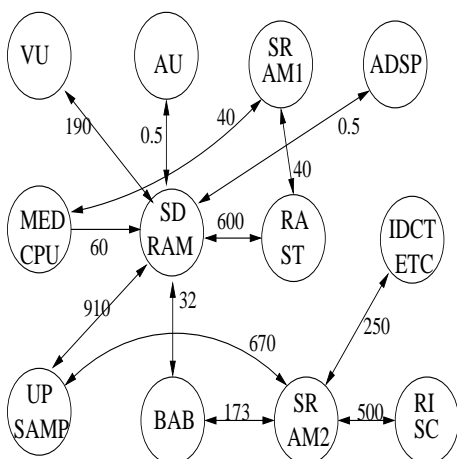 VU
AU
SR
AM1
ADSP
190
0.5
40
0.5
40
MED
CPU
60
SD
RAM
600
RA
ST
IDCT
ETC
910
32
670
250
UP
SAMP
BAB
173
SR
AM2
500
RI
SC